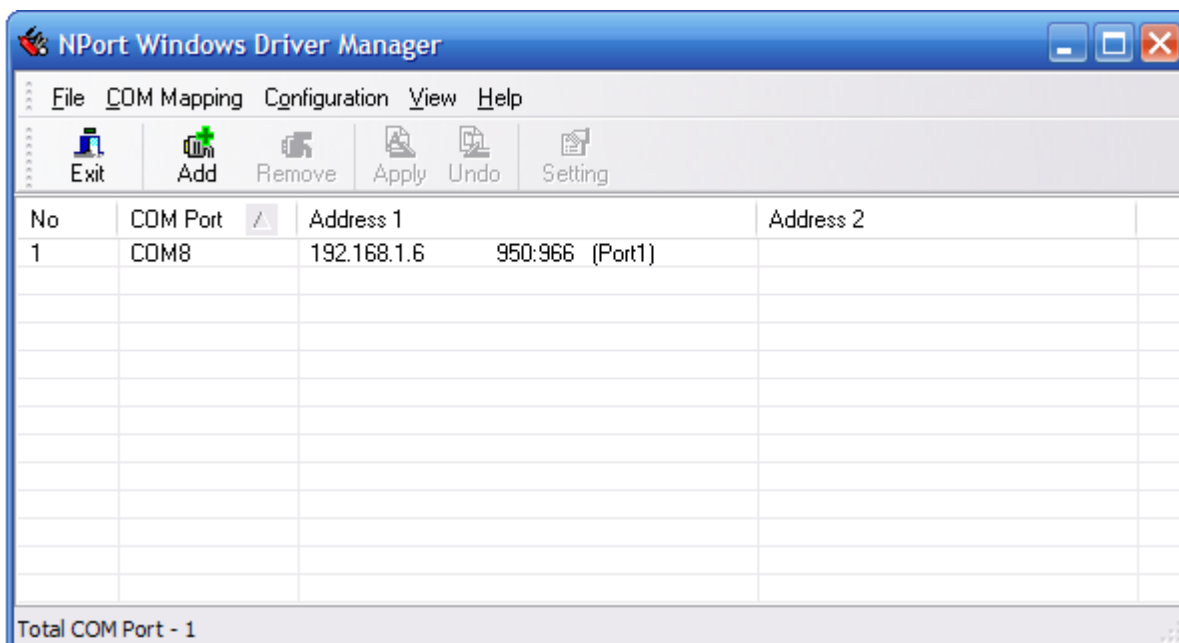 NPort Windows Driver Manager
File COM Mapping Configuration View Help
Exit Add Remove Apply Undo Setting
No COM Port Address 1 Address 2
1 COM8 192.168.1.6 950:966 (Port1)
Total COM Port - 1